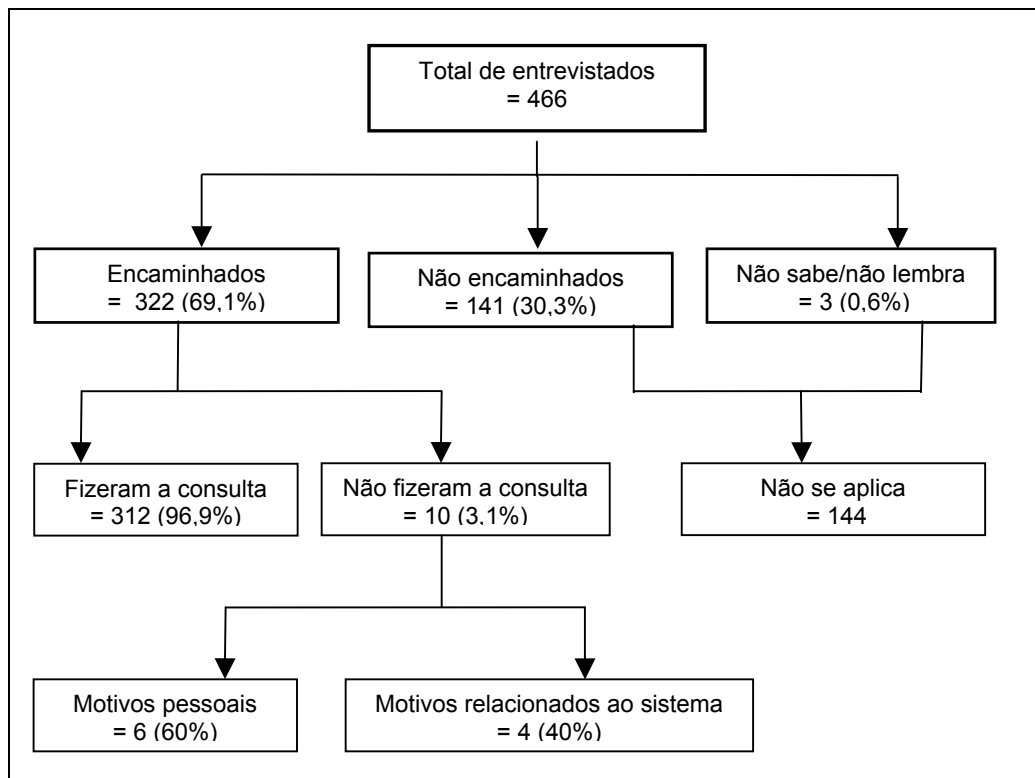 Total de entrevistados
= 466
Encaminhados
= 322 (69,1%)
Não encaminhados
= 141 (30,3%)
Não sabe/não lembra
= 3 (0,6%)
Fizeram a consulta
= 312 (96,9%)
Não fizeram a consulta
= 10 (3,1%)
Não se aplica
= 144
Motivos pessoais
= 6 (60%)
Motivos relacionados ao sistema
= 4 (40%)